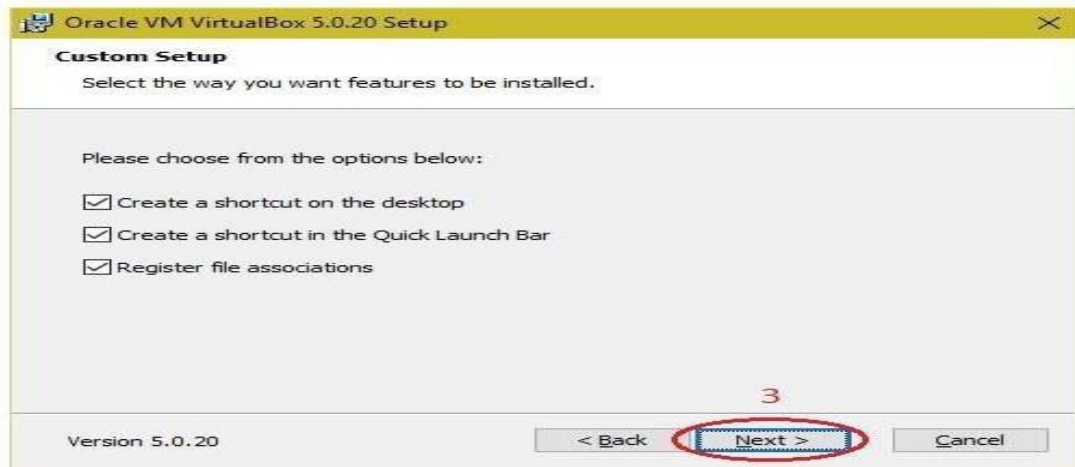 Oracle VM VirtualBox 5.0.20 Setup
Custom Setup
Select the way you want features to be installed.
Please choose from the options below:
Create a shortcut on the desktop
Create a shortcut in the Quick Launch Bar
Register file associations
3
Version 5.0.20 < Back Next > Cancel